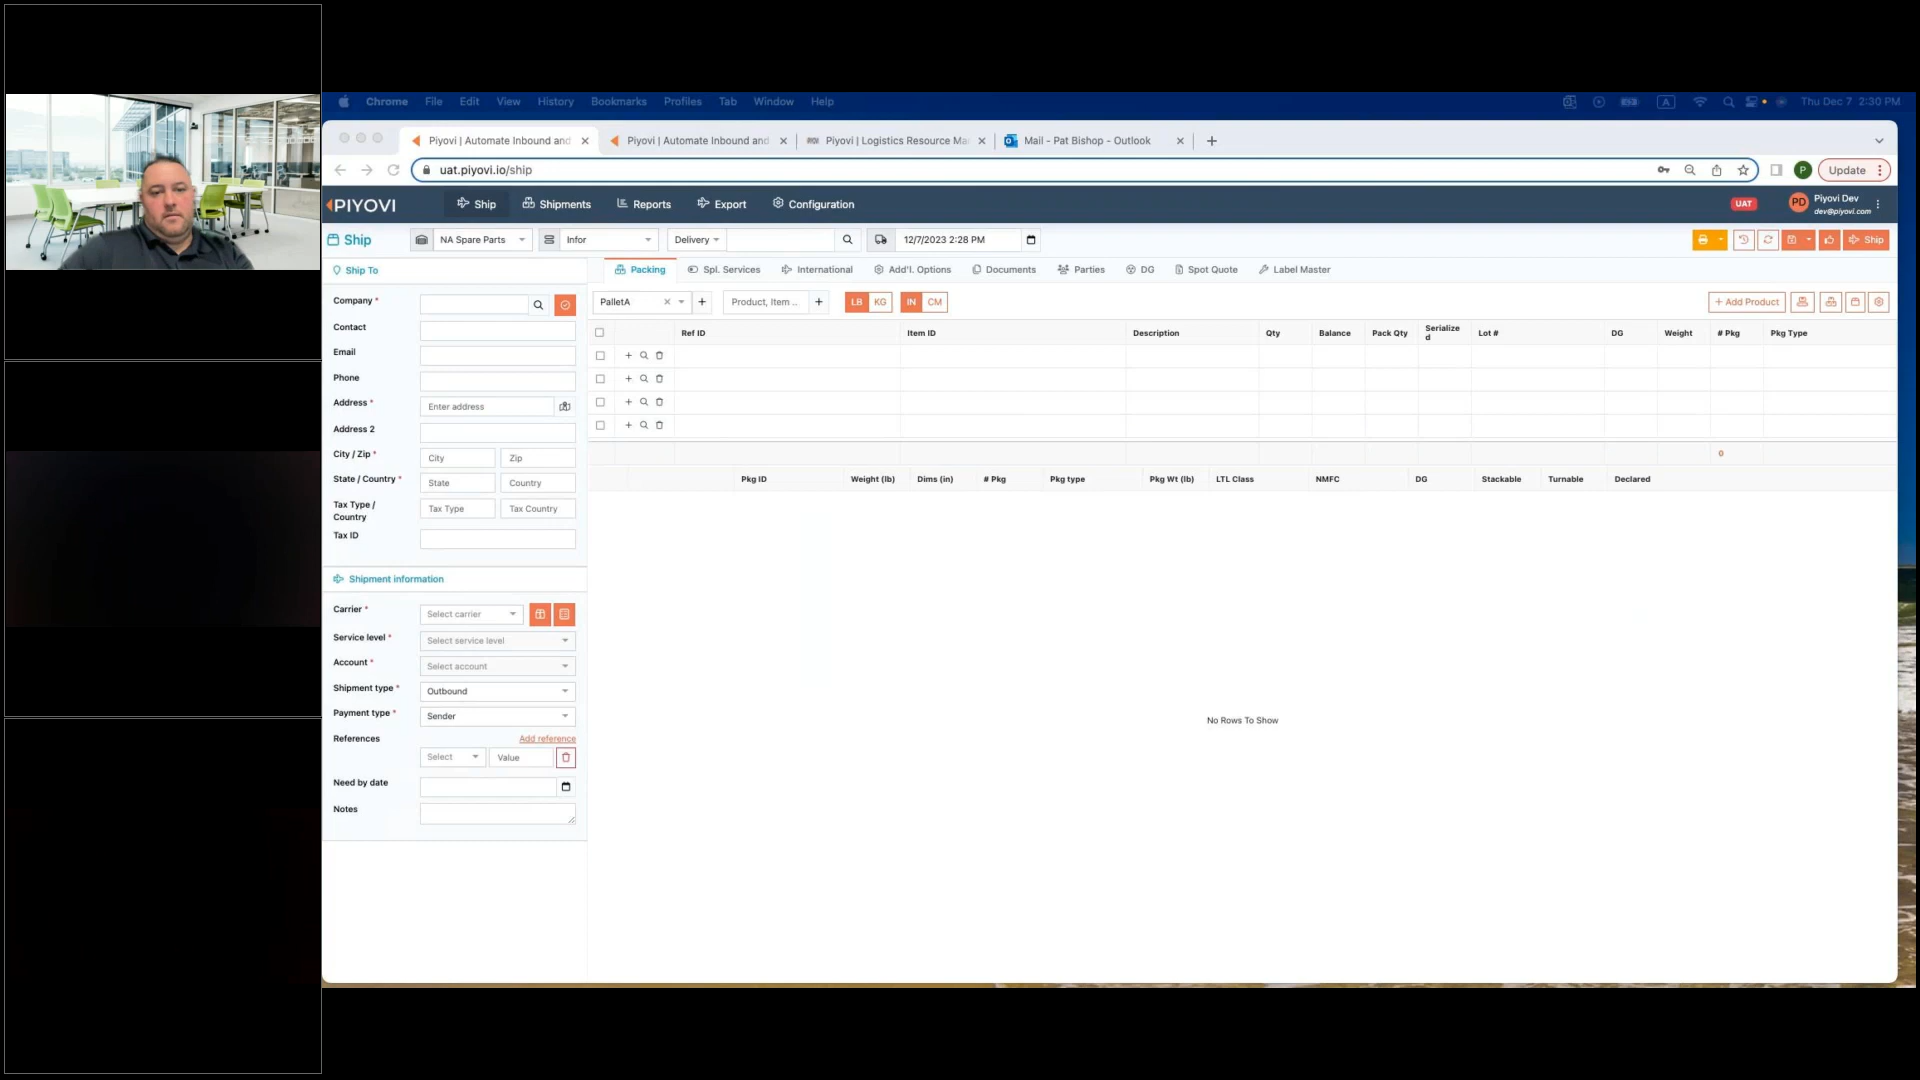 Chrome File Edit View History Bookmarks Profiles Tab Window Help Thu Dec 7 2:30 PM
Piyovi | Automate Inbound and Piyovi | Automate Inbound and Piyovi | Logistics Resource Ma Mail - Pat Bishop - Outlook
uat.piyovi.io/ship P Update
PIYOVI Ship Shipments Reports Export Configuration UAT PD Piyovi Dev
dev@piyovi.com
Ship NA Spare Parts Infor Delivery 12/7/2023 2:28 PM Ship
Ship To Packing Spl. Services International Add'l. Options Documents Parties DG Spot Quote Label Master
Company *
PalletA Product, Item .. LB KG IN CM + Add Product
Contact
Email
Phone
Address * Enter address
Address 2
City / Zip * City Zip
State / Country * State Country
Tax Type / Country Tax Type Tax Country
Tax ID
Ref ID Item ID Description Qty Balance Pack Qty Serialize
d Lot # DG Weight # Pkg Pkg Type
0
Pkg ID Weight (lb) Dims (in) # Pkg Pkg type Pkg Wt (lb) LTL Class NMFC DG Stackable Turnable Declared
No Rows To Show
Shipment information
Carrier * Select carrier
Service level * Select service level
Account * Select account
Shipment type * Outbound
Payment type * Sender
References Add reference
Select Value
Need by date
Notes